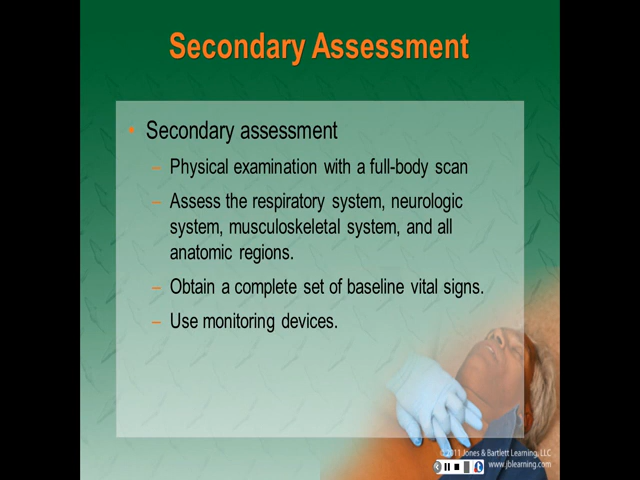 Secondary Assessment
• Secondary assessment
– Physical examination with a full-body scan
– Assess the respiratory system, neurologic
system, musculoskeletal system, and all
anatomic regions.
– Obtain a complete set of baseline vital signs.
– Use monitoring devices.
©2011 Jones & Bartlett Learning, LLC
www.jblearning.com